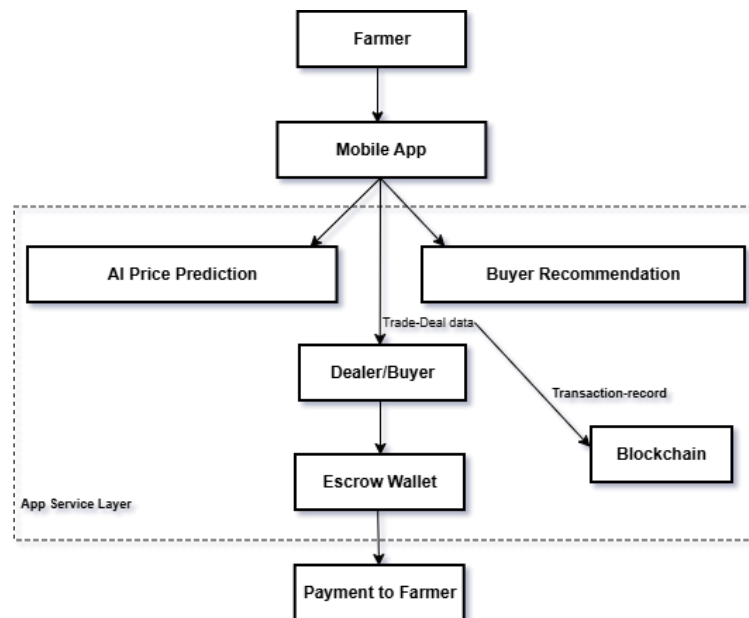 Farmer
Mobile App
AI Price Prediction
Buyer Recommendation
Trade-Deal data
Dealer/Buyer
Transaction-record
Blockchain
Escrow Wallet
App Service Layer
Payment to Farmer